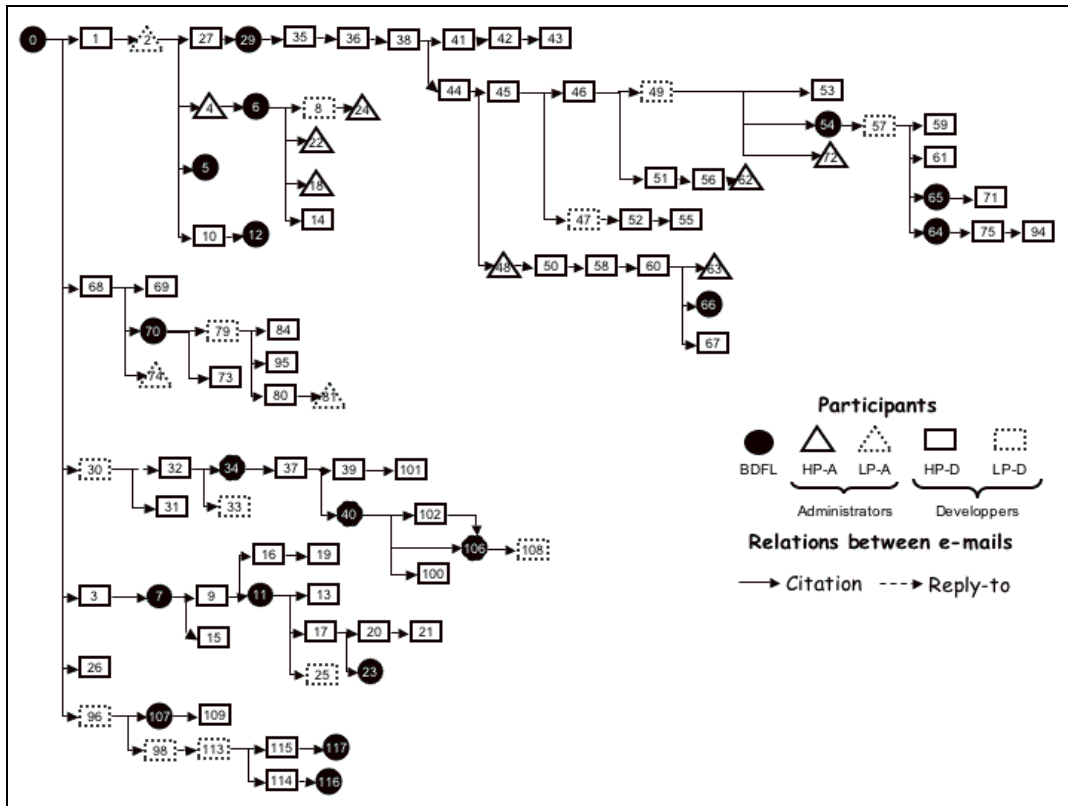 0 1 2 27 29 35 36 38 41 42 43
44 45 46 49 53
4 6 8 24
54 57 59
22
72 61
5
18
51 56 62
65 71
14
47 52 55
10 12
64 75 94
48 50 58 60 63
68 69
66
70 79 84
67
95
74 73
80 81
Participants
BDFL HP-A LP-A HP-D LP-D
Administrators Developpers
Relations between e-mails
Citation Reply-to
30 32 34 37 39 101
31 33
40 102
106 108
100
16 19
3 7 9 11 13
15
17 20 21
25 23
26
96 107 109
98 113 115 117
114 116